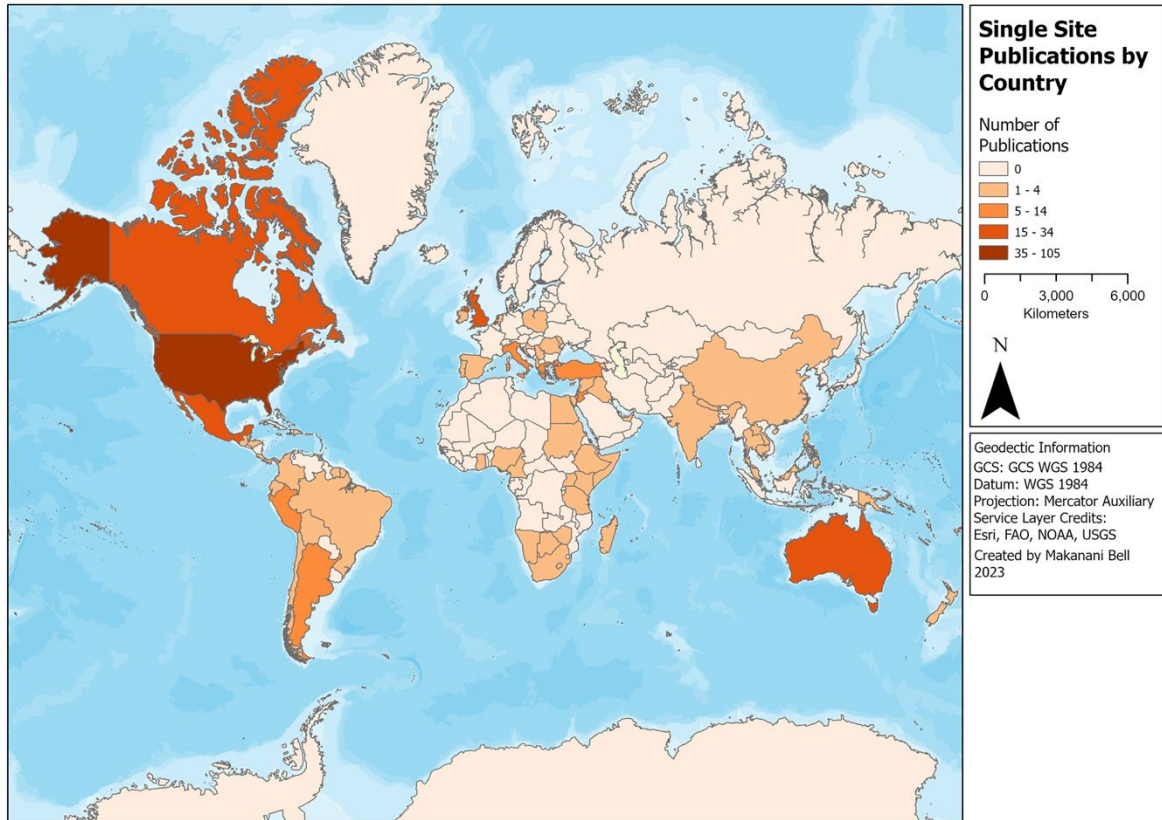 Single Site
Publications by
Country
Number of
Publications
0
1 - 4
5 - 14
15 - 34
35 - 105
0 3,000 6,000
Kilometers
N
Geodectic Information
GCS: GCS WGS 1984
Datum: WGS 1984
Projection: Mercator Auxiliary
Service Layer Credits:
Esri, FAO, NOAA, USGS
Created by Makanani Bell
2023